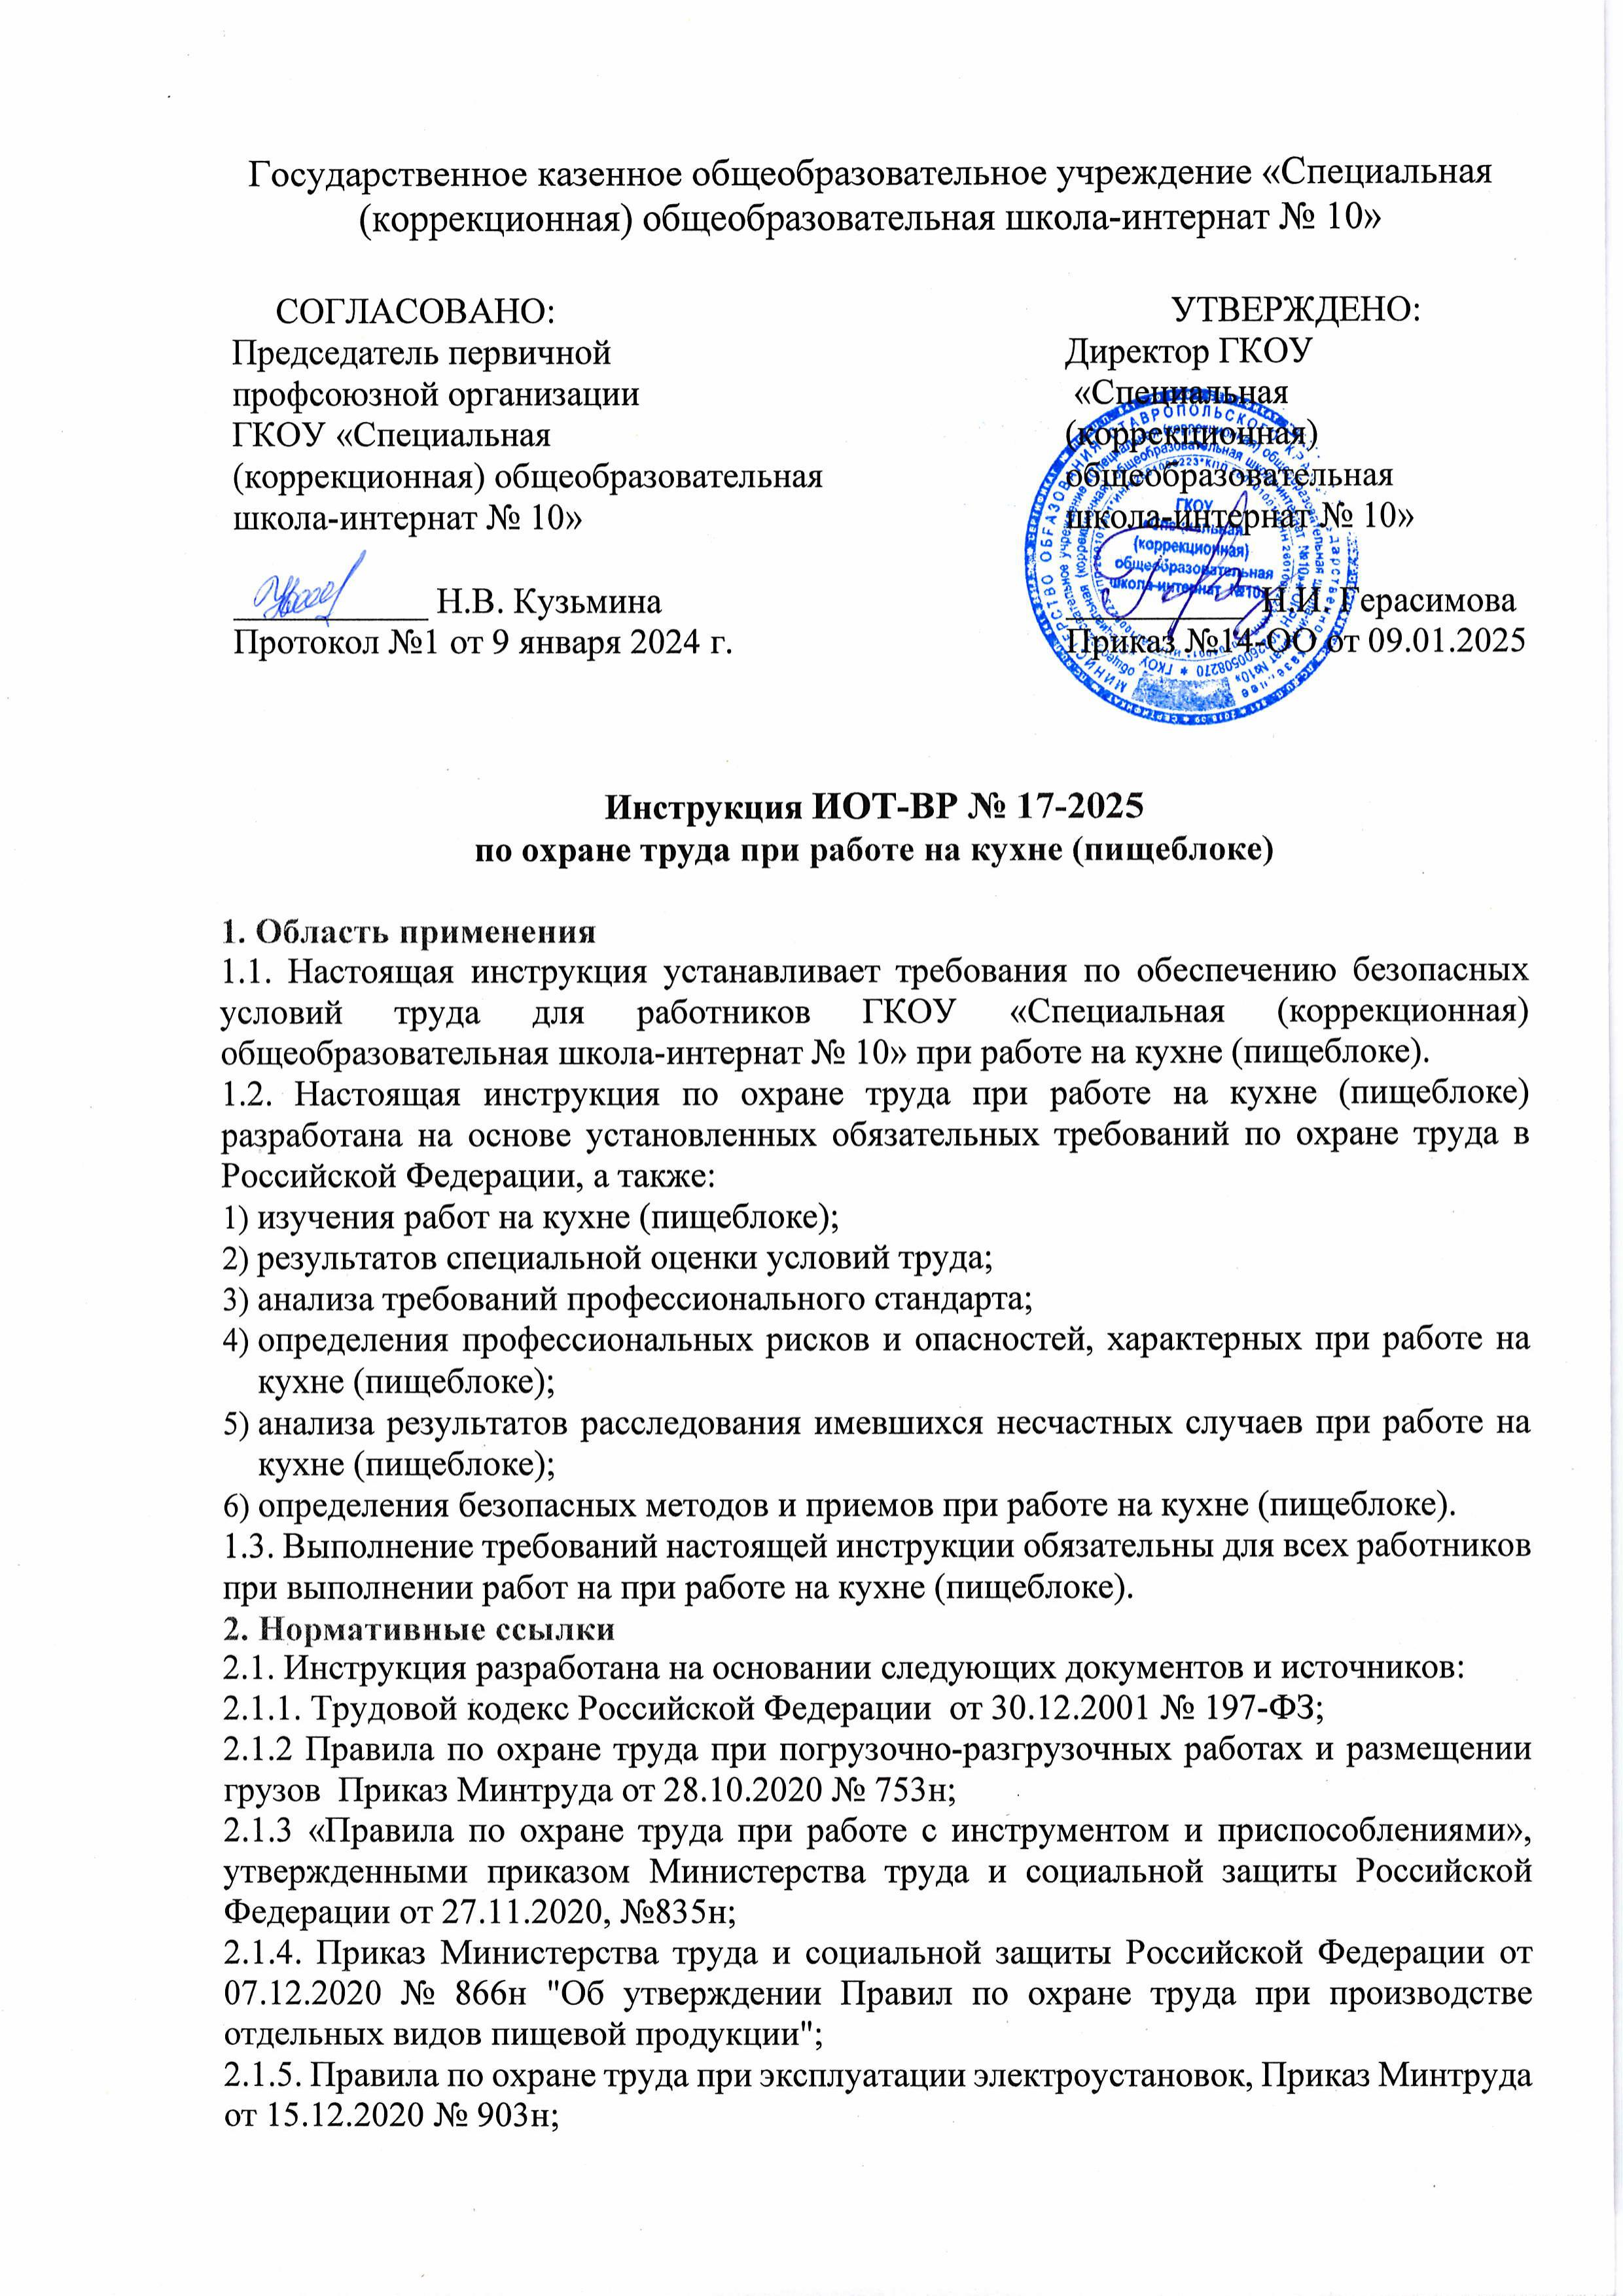 Государственное казенное общеобразовательное учреждение «Специальная
(коррекционная) общеобразовательная школа-интернат № 10»
СОГЛАСОВАНО:
Председатель первичной
профсоюзной организации
ГКОУ «Специальная
(коррекционная) общеобразовательная
школа-интернат № 10»
____________ Н.В. Кузьмина
Протокол №1 от 9 января 2024 г.
УТВЕРЖДЕНО:
Директор ГКОУ
«Специальная
(коррекционная)
общеобразовательная
школа-интернат № 10»
____________Н.И. Герасимова
Приказ №14-ОО от 09.01.2025
ГКОУ
«Специальная
(коррекционная)
общеобразовательная
школа-интернат №10»
Инструкция ИОТ-ВР № 17-2025
по охране труда при работе на кухне (пищеблоке)
1. Область применения
1.1. Настоящая инструкция устанавливает требования по обеспечению безопасных
условий труда для работников ГКОУ «Специальная (коррекционная)
общеобразовательная школа-интернат № 10» при работе на кухне (пищеблоке).
1.2. Настоящая инструкция по охране труда при работе на кухне (пищеблоке)
разработана на основе установленных обязательных требований по охране труда в
Российской Федерации, а также:
1) изучения работ на кухне (пищеблоке);
2) результатов специальной оценки условий труда;
3) анализа требований профессионального стандарта;
4) определения профессиональных рисков и опасностей, характерных при работе на
кухне (пищеблоке);
5) анализа результатов расследования имевшихся несчастных случаев при работе на
кухне (пищеблоке);
6) определения безопасных методов и приемов при работе на кухне (пищеблоке).
1.3. Выполнение требований настоящей инструкции обязательны для всех работников
при выполнении работ на при работе на кухне (пищеблоке).
2. Нормативные ссылки
2.1. Инструкция разработана на основании следующих документов и источников:
2.1.1. Трудовой кодекс Российской Федерации от 30.12.2001 № 197-ФЗ;
2.1.2 Правила по охране труда при погрузочно-разгрузочных работах и размещении
грузов Приказ Минтруда от 28.10.2020 № 753н;
2.1.3 «Правила по охране труда при работе с инструментом и приспособлениями»,
утвержденными приказом Министерства труда и социальной защиты Российской
Федерации от 27.11.2020, №835н;
2.1.4. Приказ Министерства труда и социальной защиты Российской Федерации от
07.12.2020 № 866н "Об утверждении Правил по охране труда при производстве
отдельных видов пищевой продукции";
2.1.5. Правила по охране труда при эксплуатации электроустановок, Приказ Минтруда
от 15.12.2020 № 903н;